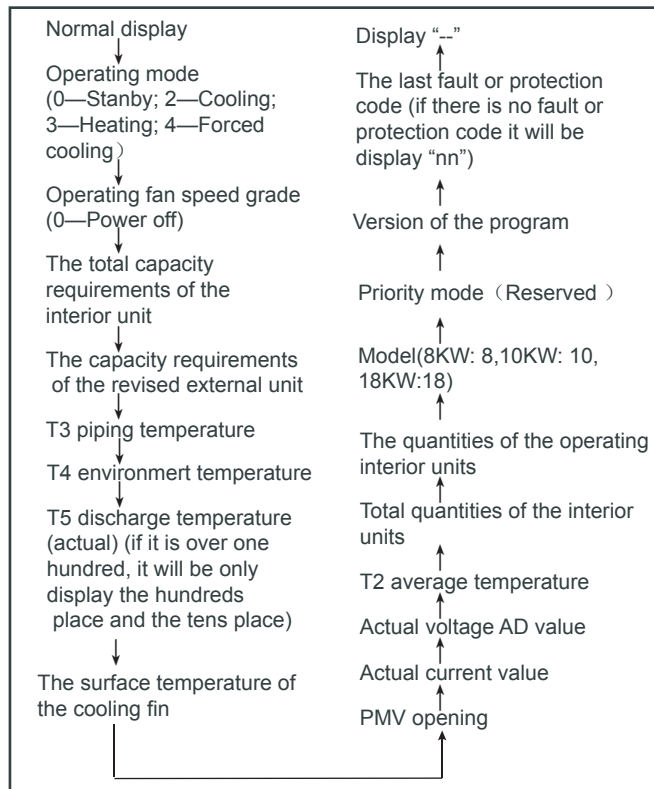 Normal display
Operating mode
(0—Stanby; 2—Cooling;
3—Heating; 4—Forced
cooling）
Operating fan speed grade
(0—Power off)
The total capacity
requirements of the
interior unit
The capacity requirements
of the revised external unit
T3 piping temperature
T4 environmert temperature
T5 discharge temperature
(actual) (if it is over one
hundred, it will be only
display the hundreds
place and the tens place)
The surface temperature of
the cooling fin
Display “--”
The last fault or protection
code (if there is no fault or
protection code it will be
display “nn”)
Version of the program
Priority mode（Reserved ）
Model(8KW: 8,10KW: 10,
18KW:18)
The quantities of the operating
interior units
Total quantities of the interior
units
T2 average temperature
Actual voltage AD value
Actual current value
PMV opening